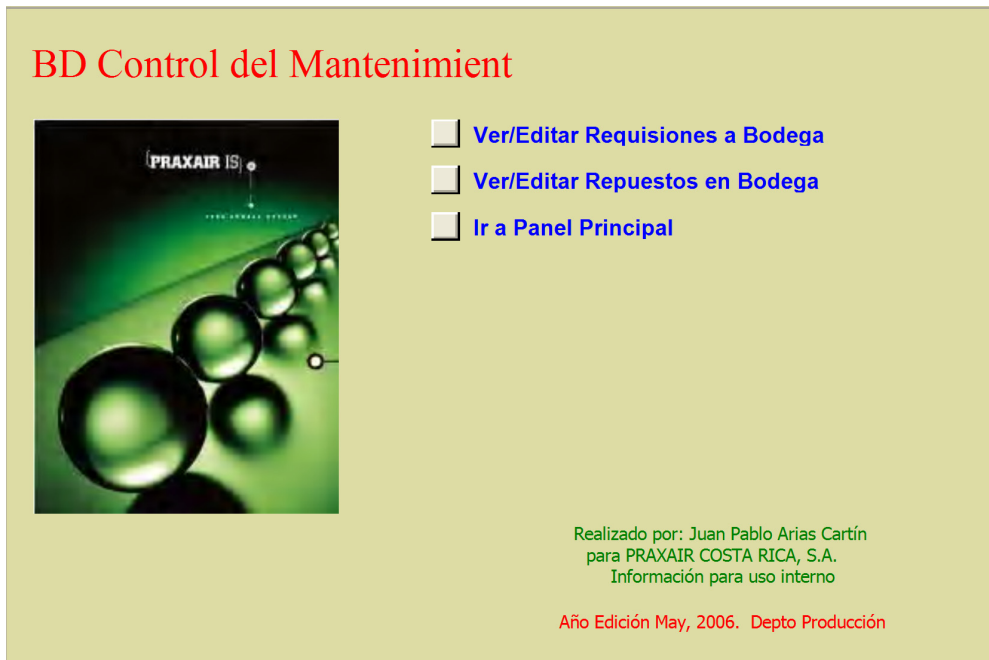 BD Control del Mantenimient
(PRAXAIR IS)
Ver/Editar Requisiones a Bodega
Ver/Editar Repuestos en Bodega
Ir a Panel Principal
Realizado por: Juan Pablo Arias Cartín
para PRAXAIR COSTA RICA, S.A.
Información para uso interno
Año Edición May, 2006.  Depto Producción